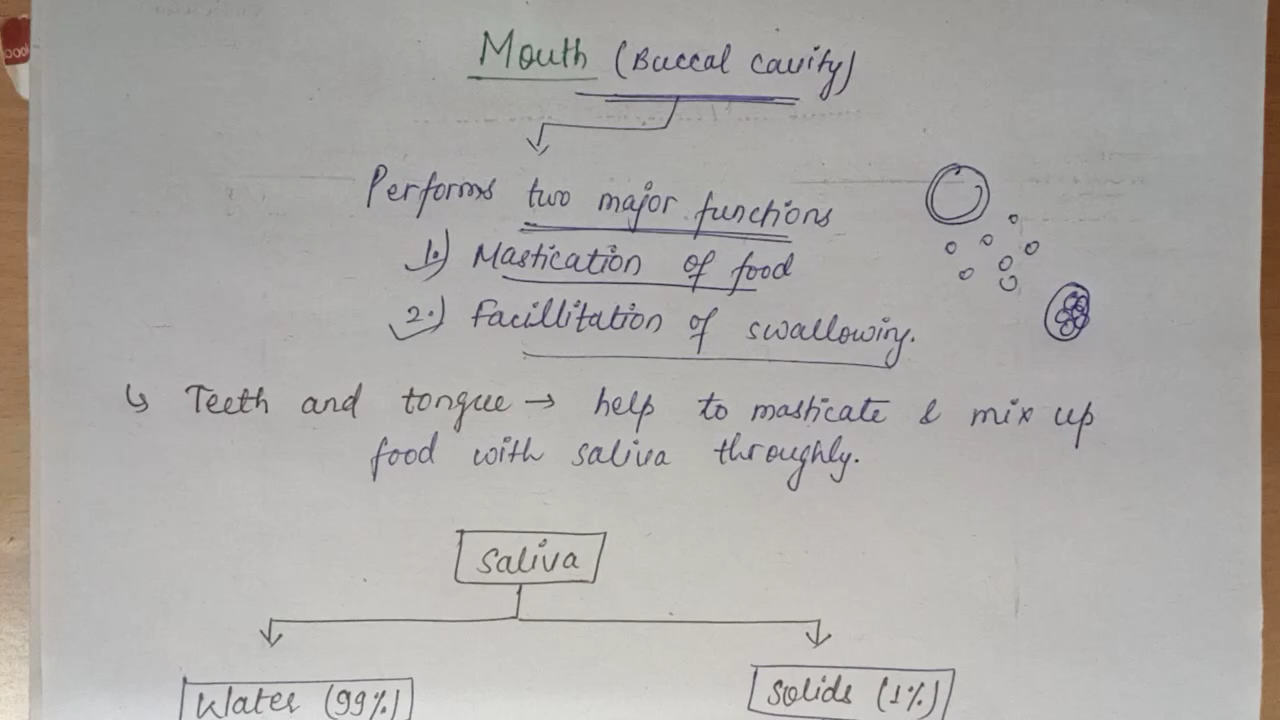 Mouth (Buccal cavity)
Performs two major functions
1.) Mastication of food
2.) Facillitation of swallowing.
↳ Teeth and tongue → help to masticate & mix up
food with saliva throughly.
Saliva
Water (99%)
Solids (1%)